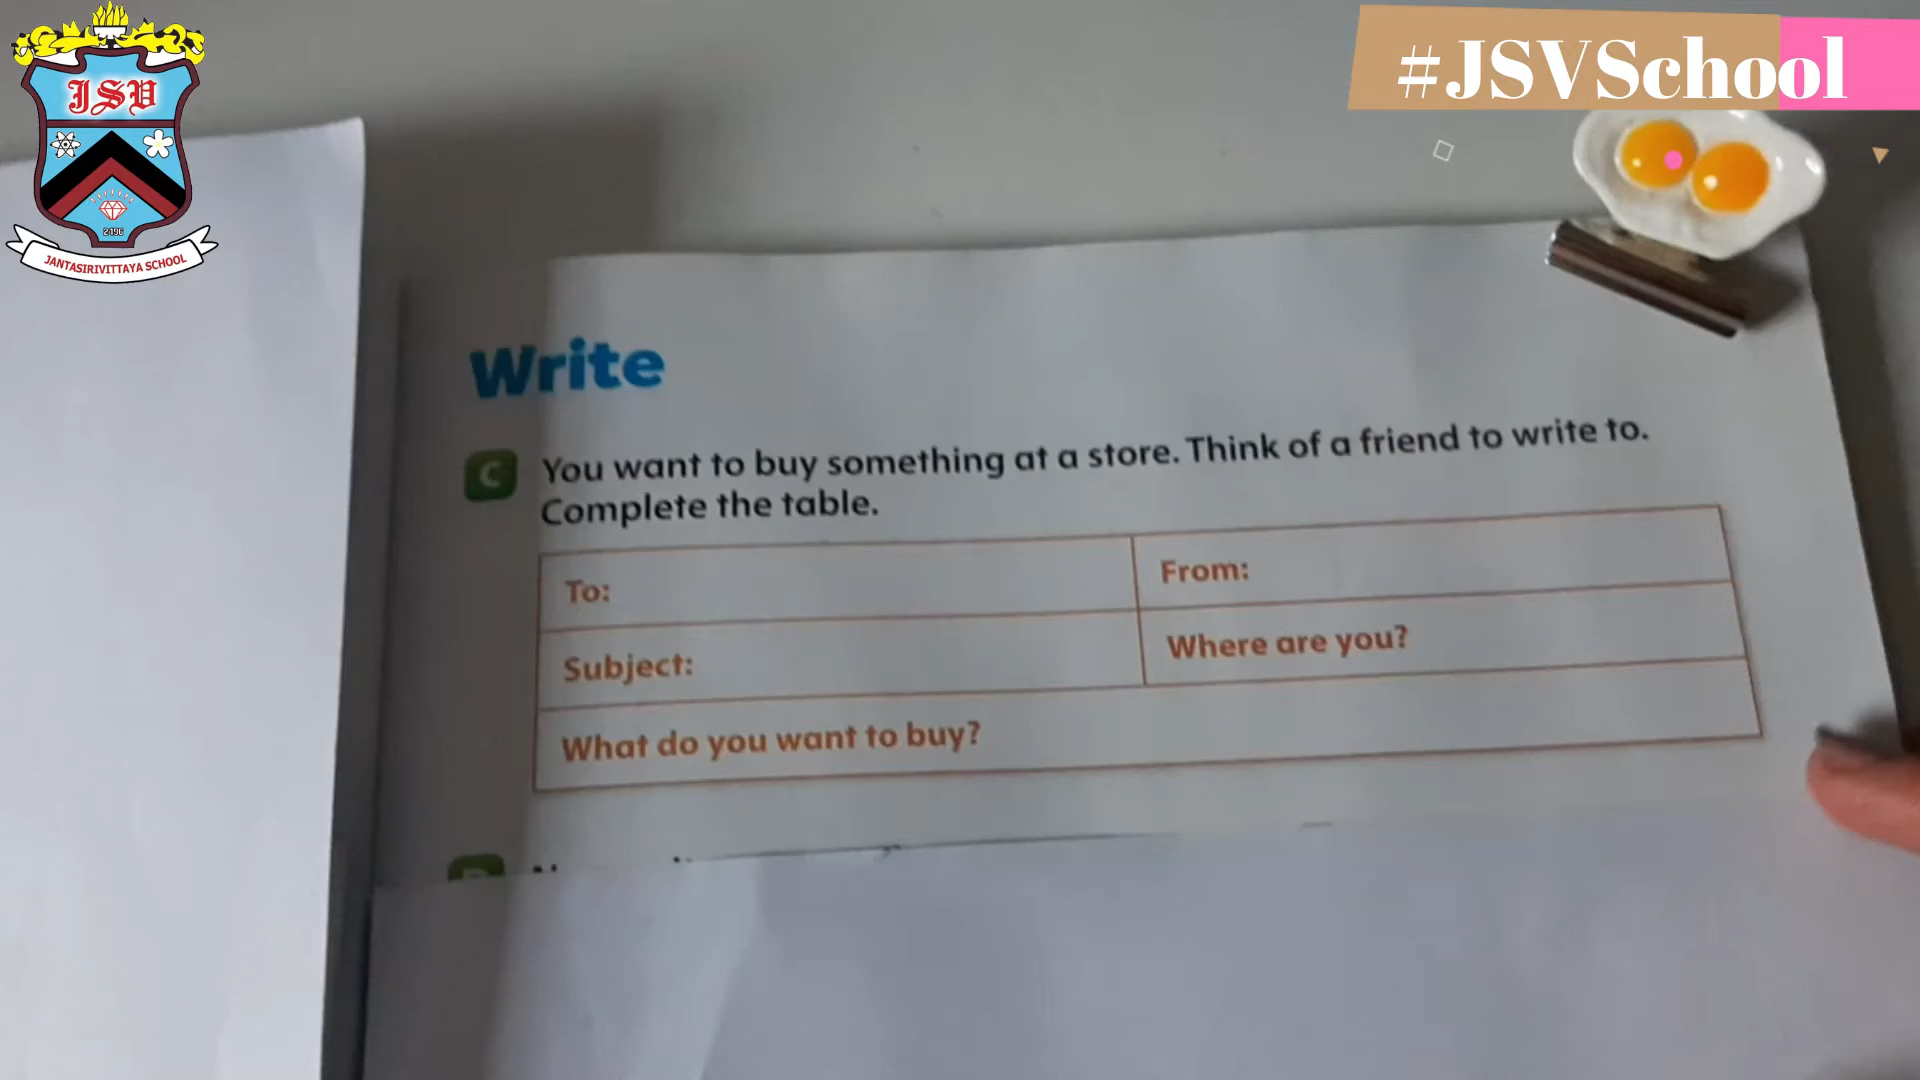 JSV
2496
JANTASIRIVITTAYA SCHOOL
#JSVSchool
Write
C You want to buy something at a store. Think of a friend to write to.
Complete the table.
To:
From:
Subject:
Where are you?
What do you want to buy?